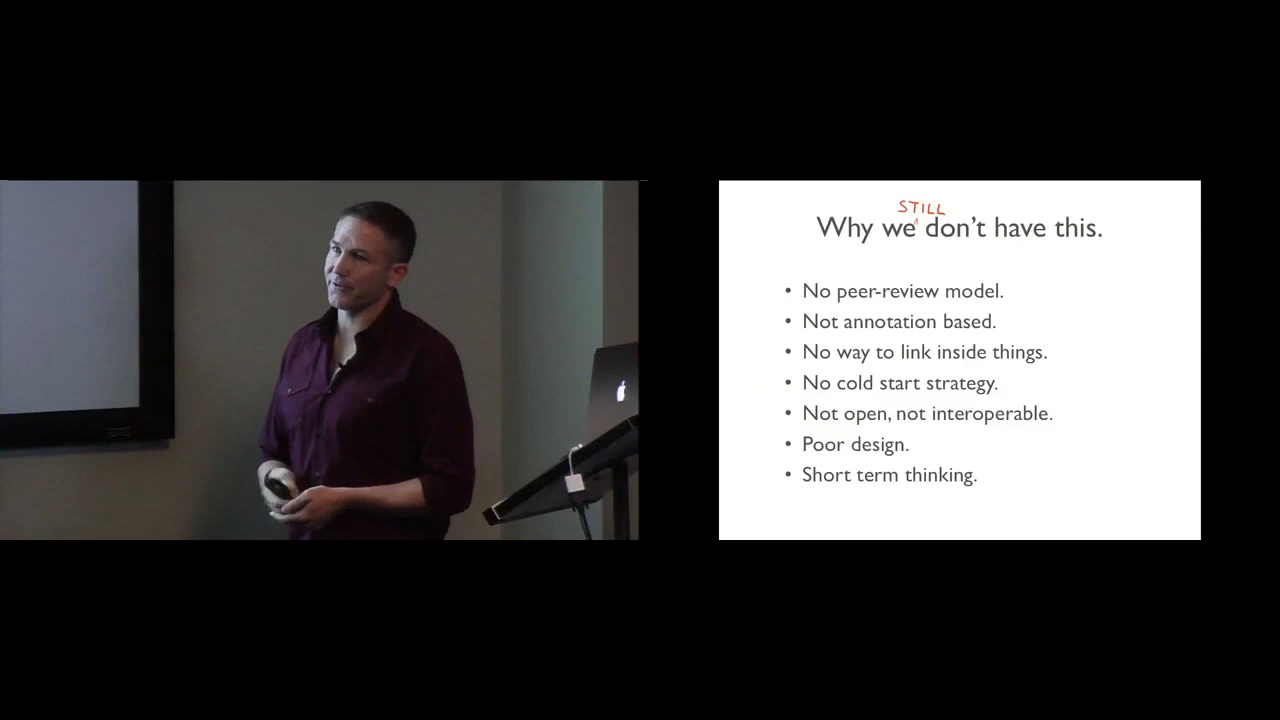 STILL
Why we don't have this.
• No peer-review model.
• Not annotation based.
• No way to link inside things.
• No cold start strategy.
• Not open, not interoperable.
• Poor design.
• Short term thinking.